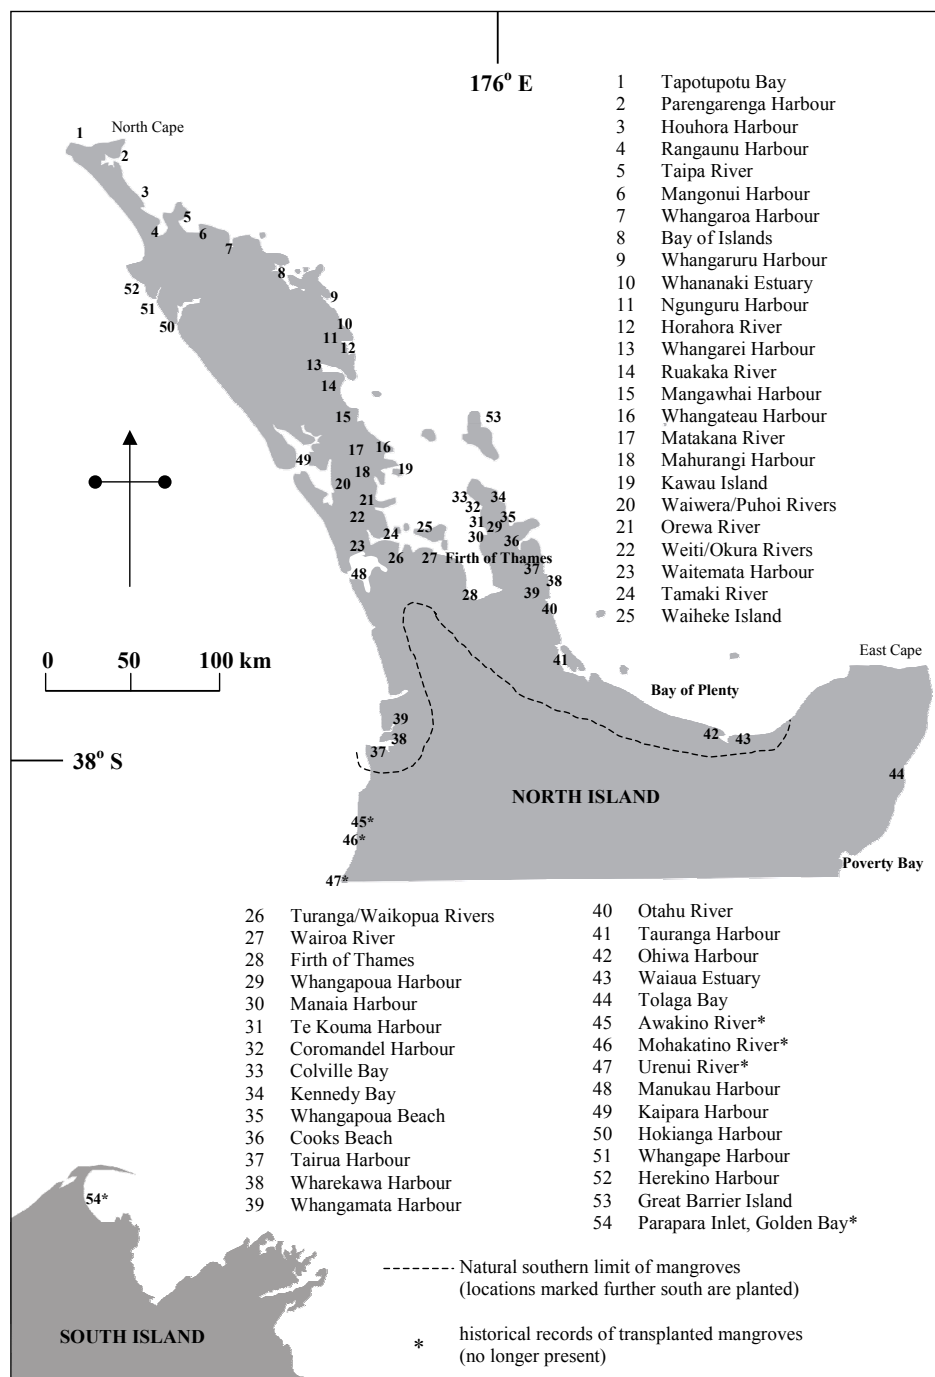 176° E
1 Tapotupotu Bay
2 Parengarenga Harbour
3 Houhora Harbour
4 Rangaunu Harbour
5 Taipa River
6 Mangonui Harbour
7 Whangaroa Harbour
8 Bay of Islands
9 Whangaruru Harbour
10 Whananaki Estuary
11 Ngunguru Harbour
12 Horahora River
13 Whangarei Harbour
14 Ruakaka River
15 Mangawhai Harbour
16 Whangateau Harbour
17 Matakana River
18 Mahurangi Harbour
19 Kawau Island
20 Waiwera/Puhoi Rivers
21 Orewa River
22 Weiti/Okura Rivers
23 Waitemata Harbour
24 Tamaki River
25 Waiheke Island
1
North Cape
2
3
5
4
6
7
8
52
9
51
50
10
11
12
13
14
15
53
17
16
49
18
19
20
33
34
21
32
22
31
35
25
29
24
30
36
23
26
27
Firth of Thames
48
37
38
28
39
40
0 50 100 km
41
East Cape
Bay of Plenty
39
38
42
43
37
38° S
44
NORTH ISLAND
45*
46*
Poverty Bay
47*
26 Turanga/Waikopua Rivers
27 Wairoa River
28 Firth of Thames
29 Whangapoua Harbour
30 Manaia Harbour
31 Te Kouma Harbour
32 Coromandel Harbour
33 Colville Bay
34 Kennedy Bay
35 Whangapoua Beach
36 Cooks Beach
37 Tairua Harbour
38 Wharekawa Harbour
39 Whangamata Harbour
40 Otahu River
41 Tauranga Harbour
42 Ohiwa Harbour
43 Waiaua Estuary
44 Tolaga Bay
45 Awakino River*
46 Mohakatino River*
47 Urenui River*
48 Manukau Harbour
49 Kaipara Harbour
50 Hokianga Harbour
51 Whangape Harbour
52 Herekino Harbour
53 Great Barrier Island
54 Parapara Inlet, Golden Bay*
54*
SOUTH ISLAND
Natural southern limit of mangroves
(locations marked further south are planted)
* historical records of transplanted mangroves
(no longer present)